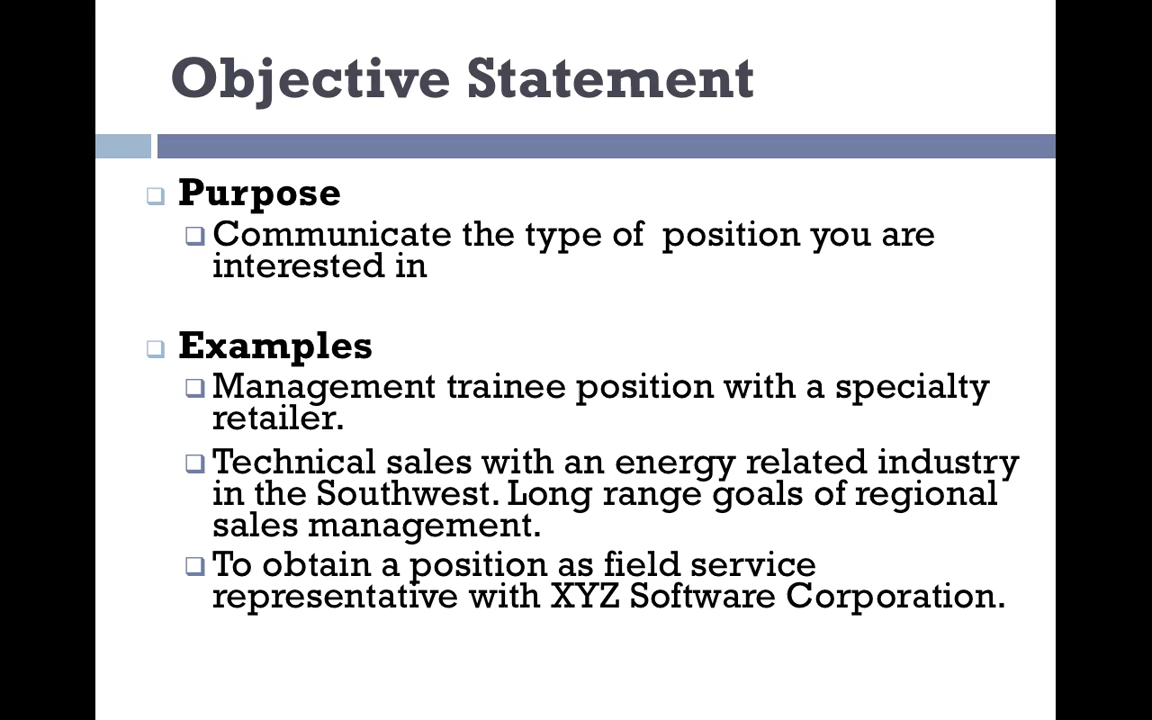 Objective Statement
Purpose
Communicate the type of  position you are
interested in
Examples
Management trainee position with a specialty
retailer.
Technical sales with an energy related industry
in the Southwest. Long range goals of regional
sales management.
To obtain a position as field service
representative with XYZ Software Corporation.